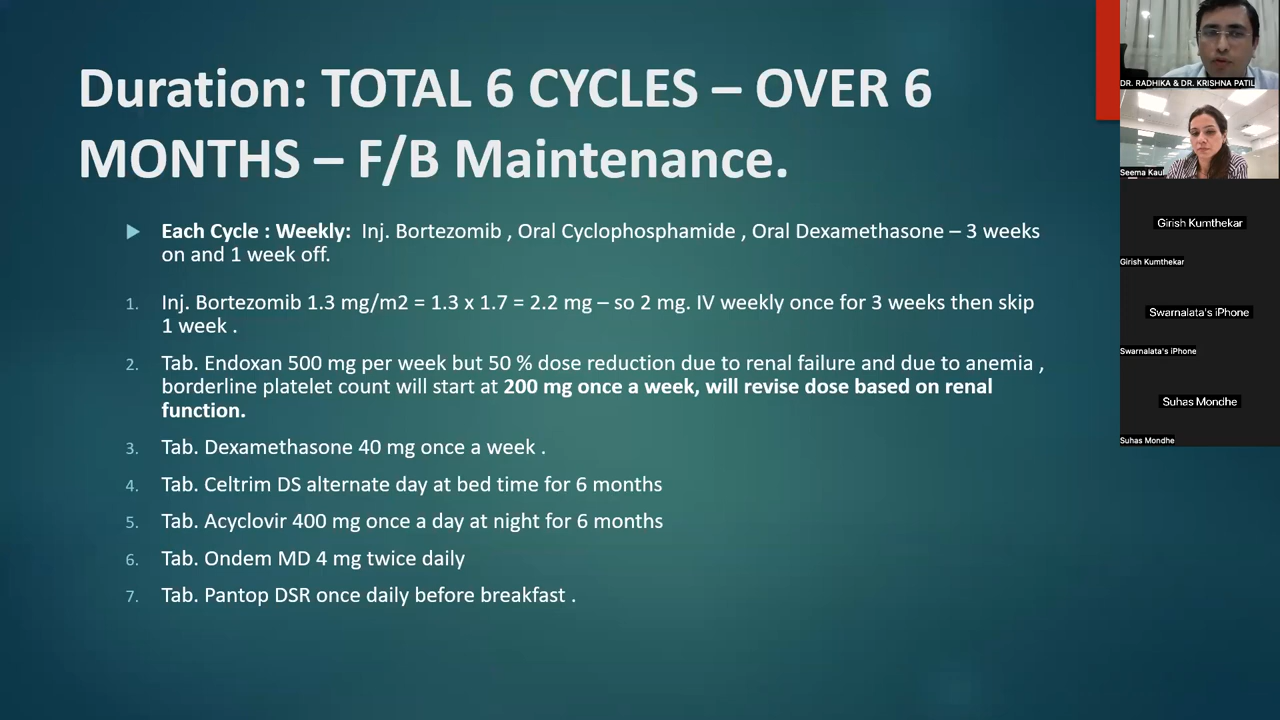 Duration: TOTAL 6 CYCLES – OVER 6
MONTHS – F/B Maintenance.
Each Cycle : Weekly: Inj. Bortezomib , Oral Cyclophosphamide , Oral Dexamethasone – 3 weeks
on and 1 week off.
1. Inj. Bortezomib 1.3 mg/m2 = 1.3 x 1.7 = 2.2 mg – so 2 mg. IV weekly once for 3 weeks then skip
1 week .
2. Tab. Endoxan 500 mg per week but 50 % dose reduction due to renal failure and due to anemia ,
borderline platelet count will start at 200 mg once a week, will revise dose based on renal
function.
3. Tab. Dexamethasone 40 mg once a week .
4. Tab. Celtrim DS alternate day at bed time for 6 months
5. Tab. Acyclovir 400 mg once a day at night for 6 months
6. Tab. Ondem MD 4 mg twice daily
7. Tab. Pantop DSR once daily before breakfast .
DR. RADHIKA & DR. KRISHNA PATIL
Seema Kaul
Girish Kumthekar
Girish Kumthekar
Swarnalata's iPhone
Swarnalata's iPhone
Suhas Mondhe
Suhas Mondhe